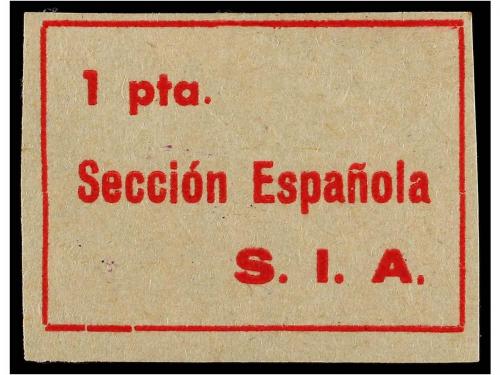 1 pta.
Sección Española
S. I. A.